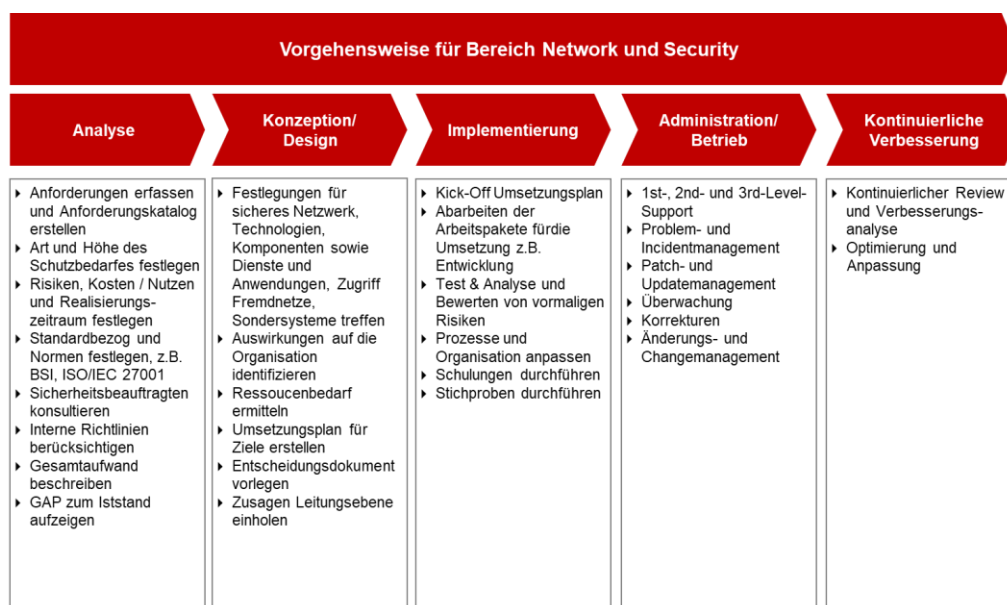 Vorgehensweise für Bereich Network und Security
Analyse
Konzeption/
Design
Implementierung
Administration/
Betrieb
Kontinuierliche
Verbesserung
Anforderungen erfassen
und Anforderungskatalog
erstellen
Art und Höhe des
Schutzbedarfes festlegen
Risiken, Kosten / Nutzen
und Realisierungs-
zeitraum festlegen
Standardbezog und
Normen festlegen, z.B.
BSI, ISO/IEC 27001
Sicherheitsbeauftragten
konsultieren
Interne Richtlinien
berücksichtigen
Gesamtaufwand
beschreiben
GAP zum Iststand
aufzeigen
Festlegungen für
sicheres Netzwerk,
Technologien,
Komponenten sowie
Dienste und
Anwendungen, Zugriff
Fremdnetze,
Sondersysteme treffen
Auswirkungen auf die
Organisation
identifizieren
Ressoucenbedarf
ermitteln
Umsetzungsplan für
Ziele erstellen
Entscheidungsdokument
vorlegen
Zusagen Leitungsebene
einholen
Kick-Off Umsetzungsplan
Abarbeiten der
Arbeitspakete fürdie
Umsetzung z.B.
Entwicklung
Test & Analyse und
Bewerten von vormaligen
Risiken
Prozesse und
Organisation anpassen
Schulungen durchführen
Stichproben durchführen
1st-, 2nd- und 3rd-Level-
Support
Problem- und
Incidentmanagement
Patch- und
Updatemanagement
Überwachung
Korrekturen
Änderungs- und
Changemanagement
Kontinuierlicher Review
und Verbesserungs-
analyse
Optimierung und
Anpassung